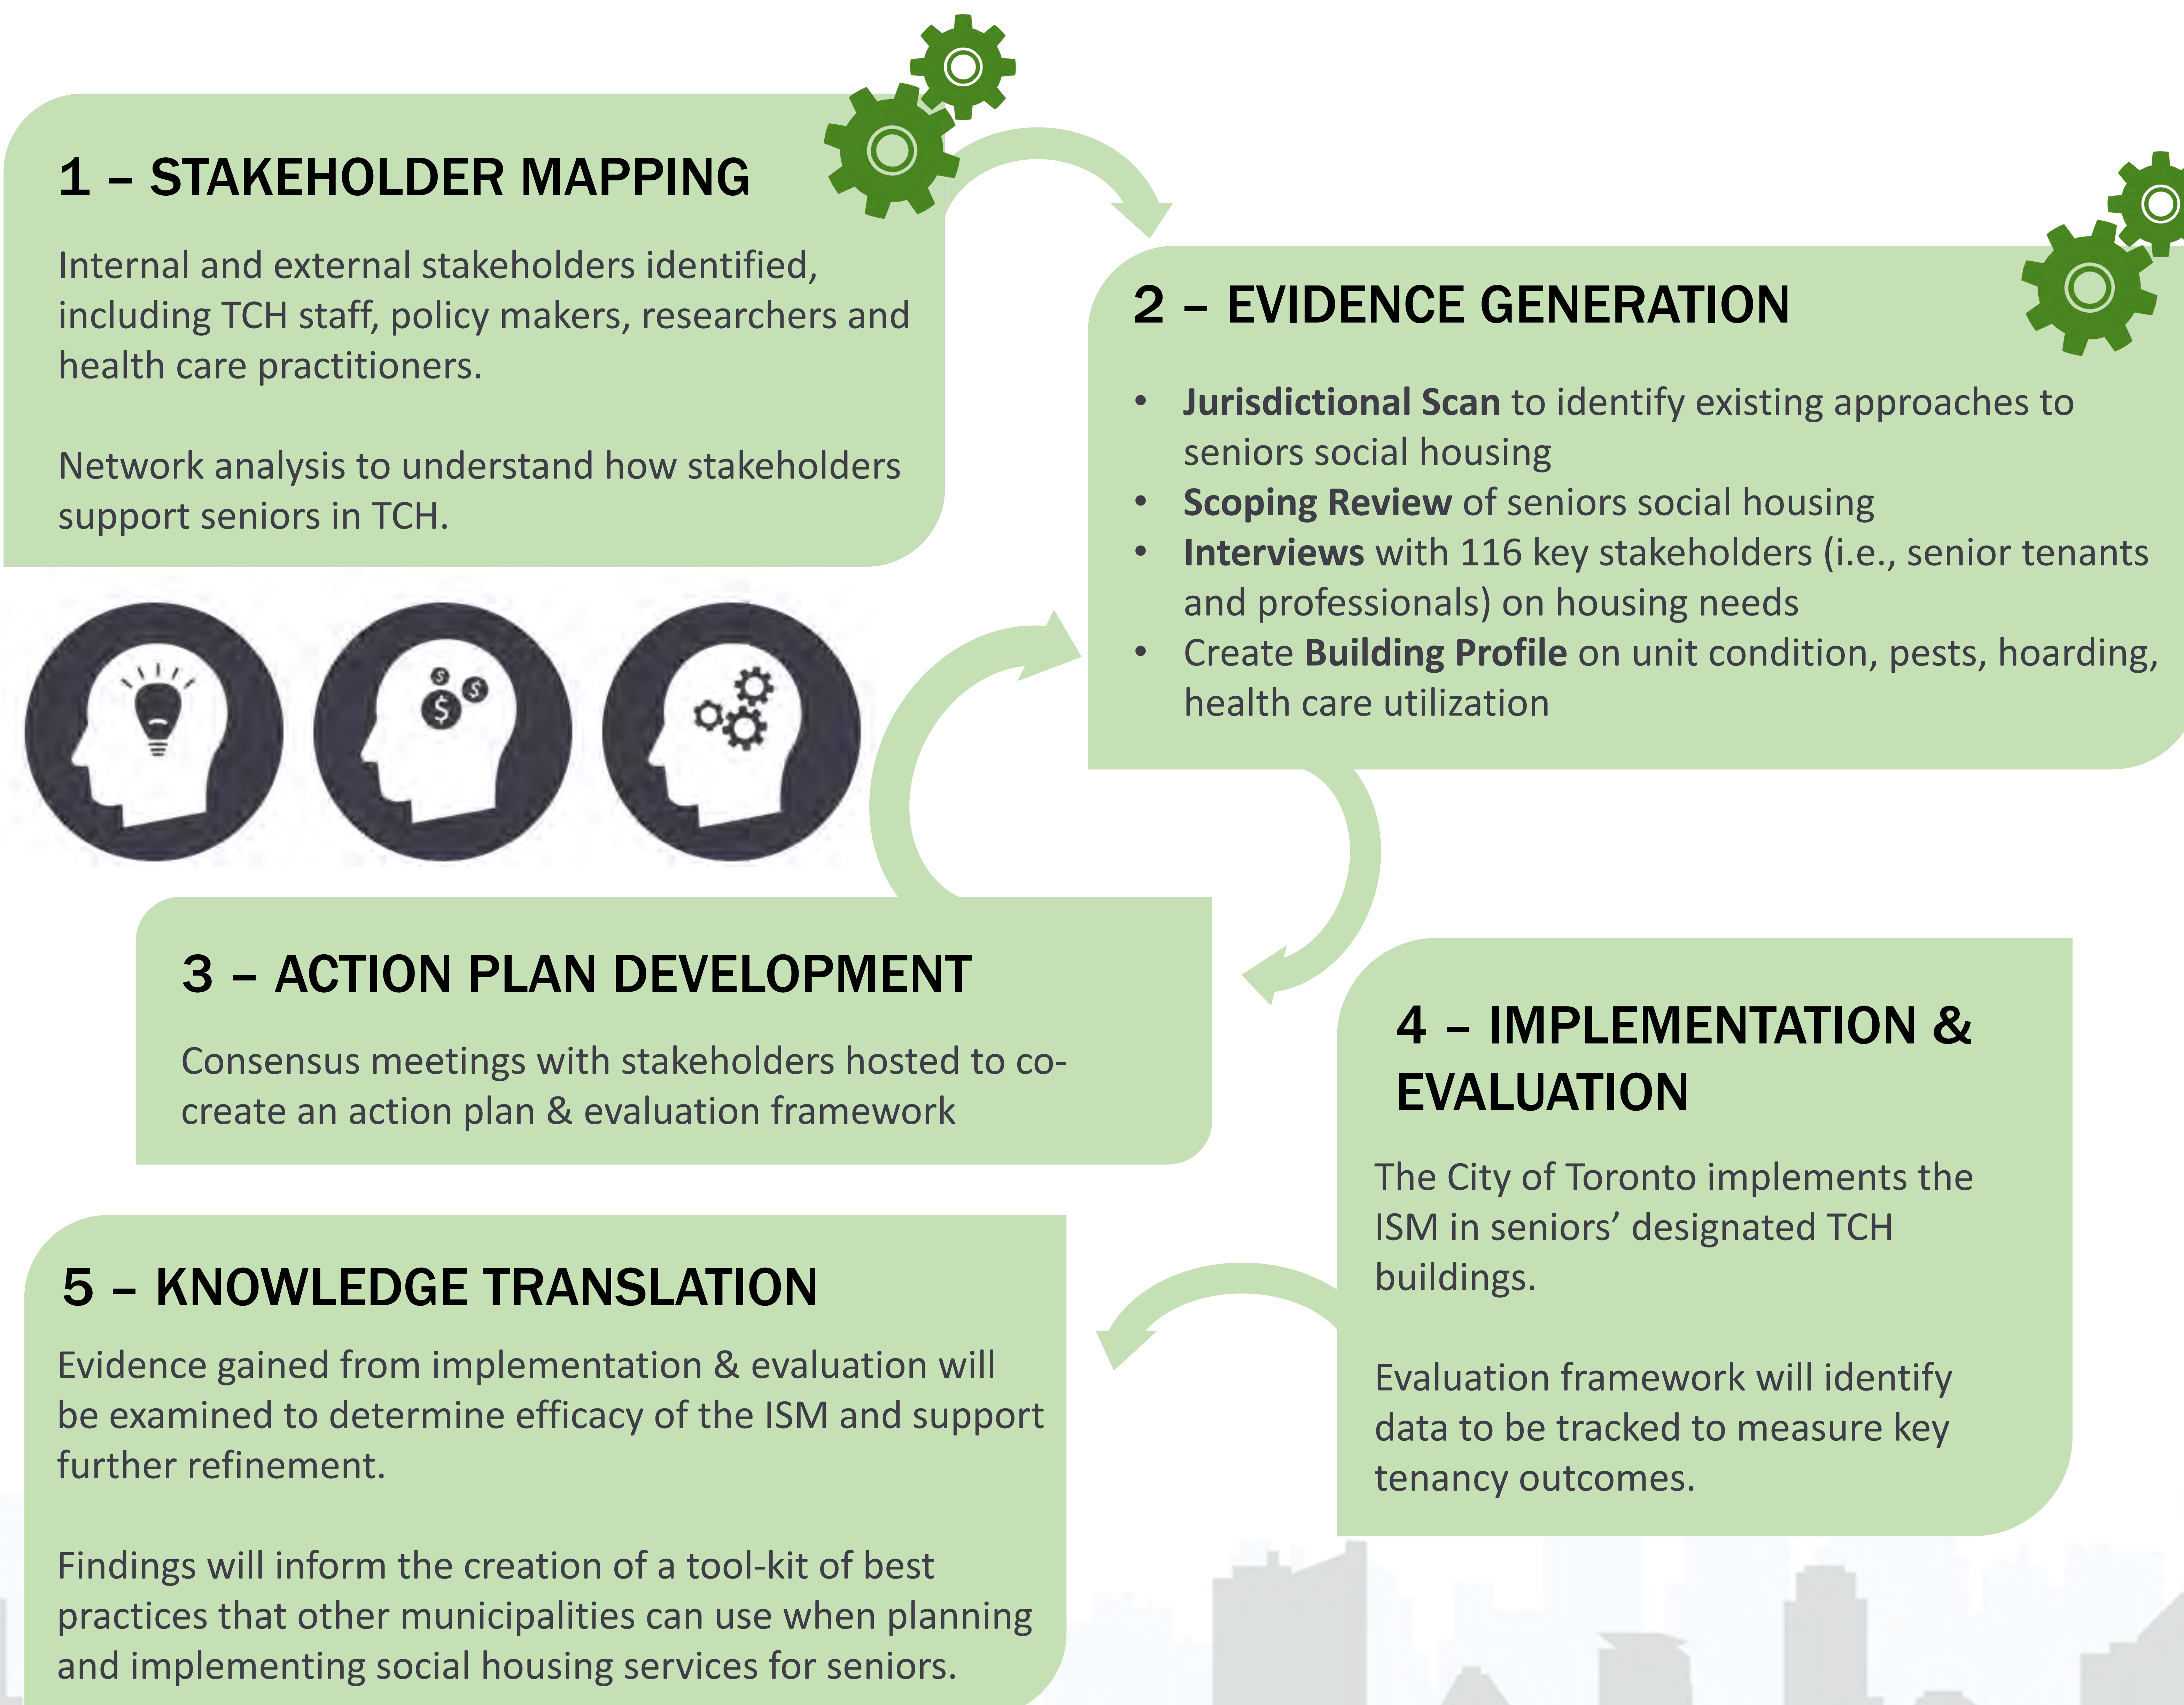 1 – STAKEHOLDER MAPPING
Internal and external stakeholders identified,
including TCH staff, policy makers, researchers and
health care practitioners.
Network analysis to understand how stakeholders
support seniors in TCH.
2 – EVIDENCE GENERATION
• Jurisdictional Scan to identify existing approaches to
seniors social housing
• Scoping Review of seniors social housing
• Interviews with 116 key stakeholders (i.e., senior tenants
and professionals) on housing needs
• Create Building Profile on unit condition, pests, hoarding,
health care utilization
$ $ $
3 – ACTION PLAN DEVELOPMENT
Consensus meetings with stakeholders hosted to co-
create an action plan & evaluation framework
4 – IMPLEMENTATION &
EVALUATION
The City of Toronto implements the
ISM in seniors’ designated TCH
buildings.
Evaluation framework will identify
data to be tracked to measure key
tenancy outcomes.
5 – KNOWLEDGE TRANSLATION
Evidence gained from implementation & evaluation will
be examined to determine efficacy of the ISM and support
further refinement.
Findings will inform the creation of a tool-kit of best
practices that other municipalities can use when planning
and implementing social housing services for seniors.